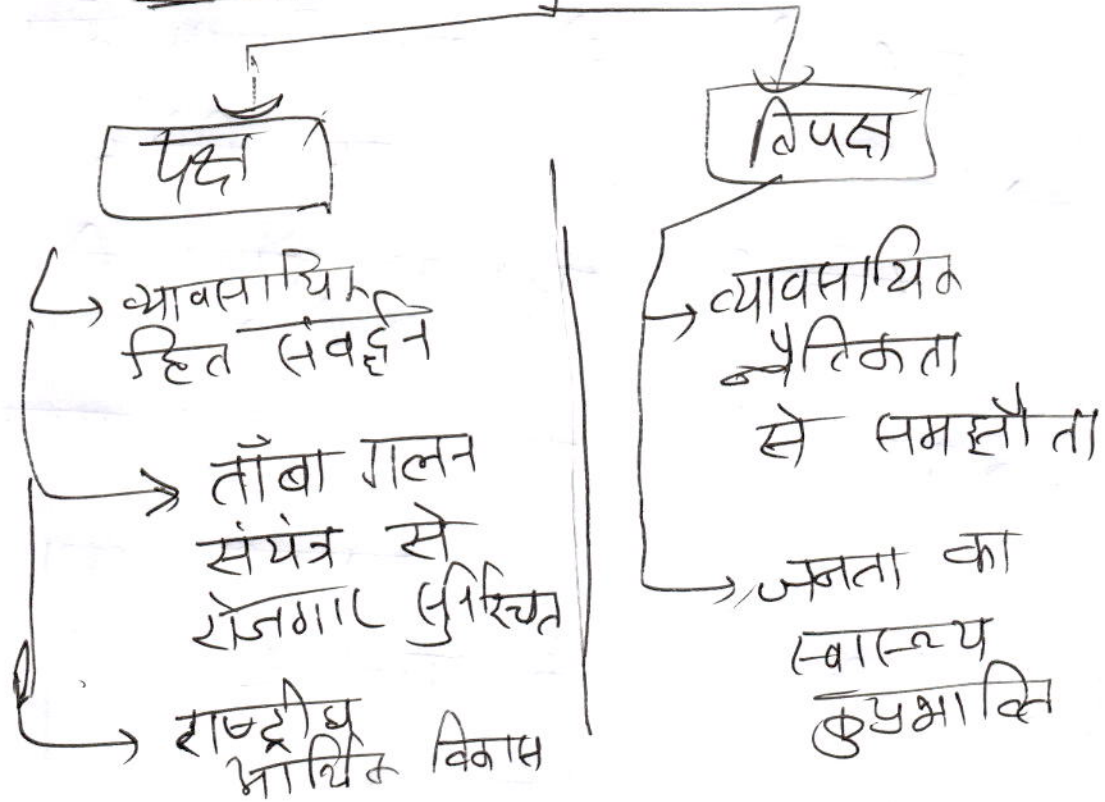 पक्ष
व्यावसायिक
हित संवर्द्धन
ताँबा गलन
संयंत्र से
रोजगार सुनिश्चित
राष्ट्रीय
आर्थिक विकास
विपक्ष
व्यावसायिक
नैतिकता
से समझौता
जनता का
स्वास्थ्य
कुप्रभावित